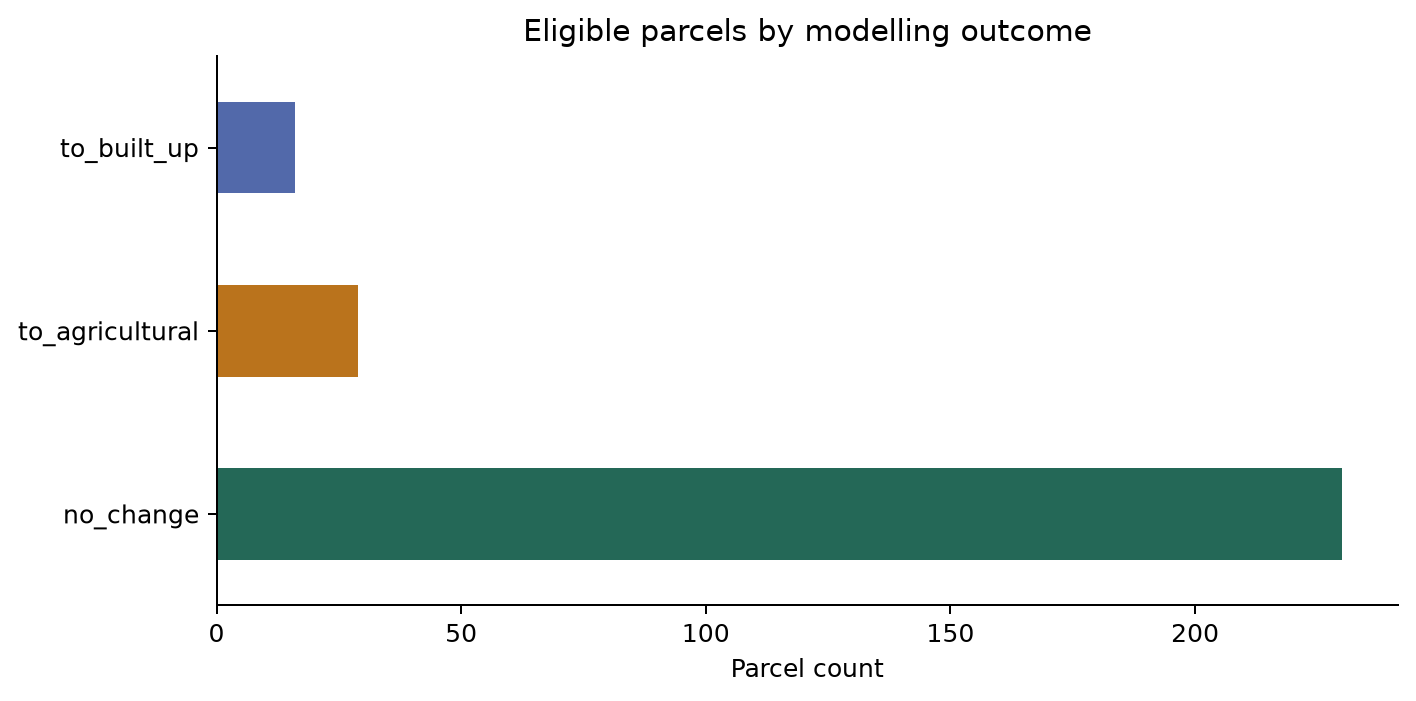 Eligible parcels by modelling outcome
to_built_up
to_agricultural
no_change
0 50 100 150 200
Parcel count